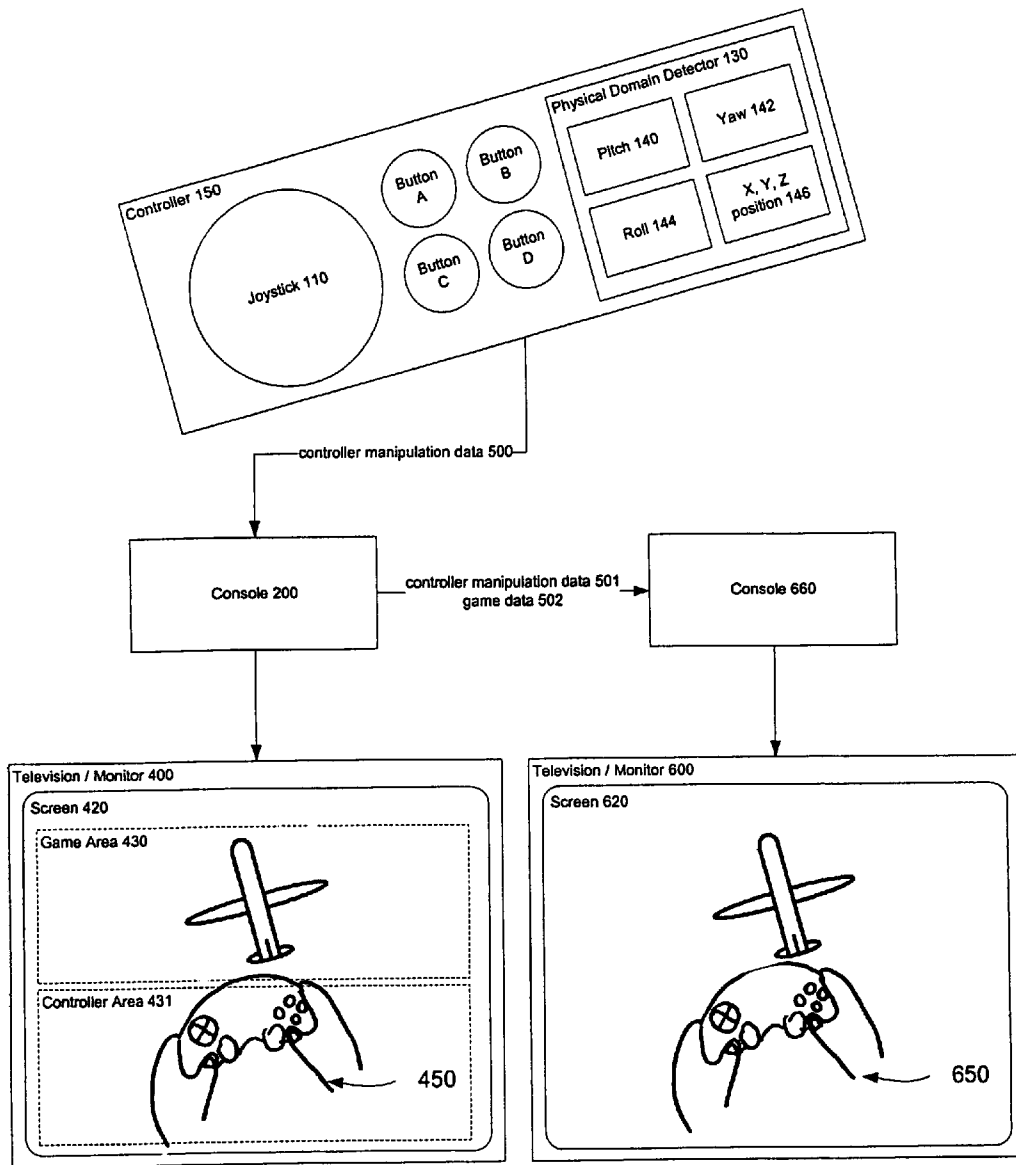 Physical Domain Detector 130
Pitch 140
Yaw 142
Roll 144
X, Y, Z
position 146
Controller 150
Button
A
Button
B
Button
C
Button
D
Joystick 110
controller manipulation data 500
Console 200
controller manipulation data 501
game data 502
Console 660
Television / Monitor 400
Screen 420
Game Area 430
Controller Area 431
450
Television / Monitor 600
Screen 620
650